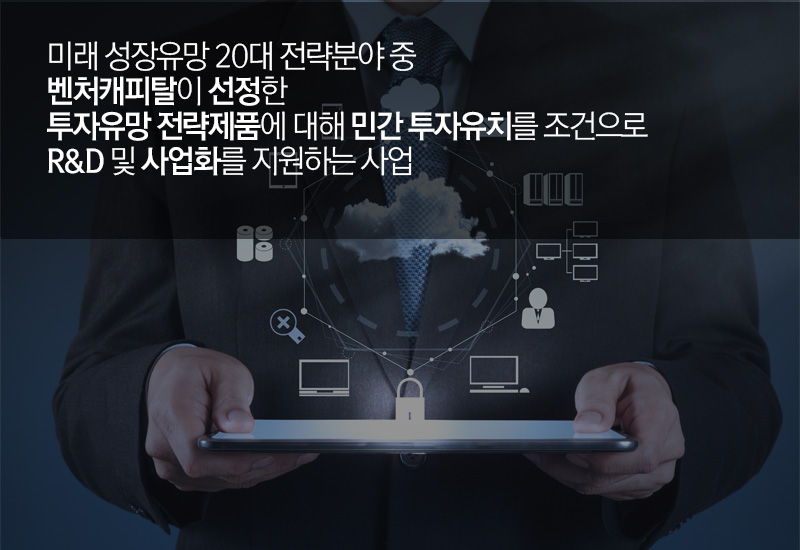 미래 성장유망 20대 전략분야 중
벤처캐피탈이 선정한
투자유망 전략제품에 대해 민간 투자유치를 조건으로
R&D 및 사업화를 지원하는 사업